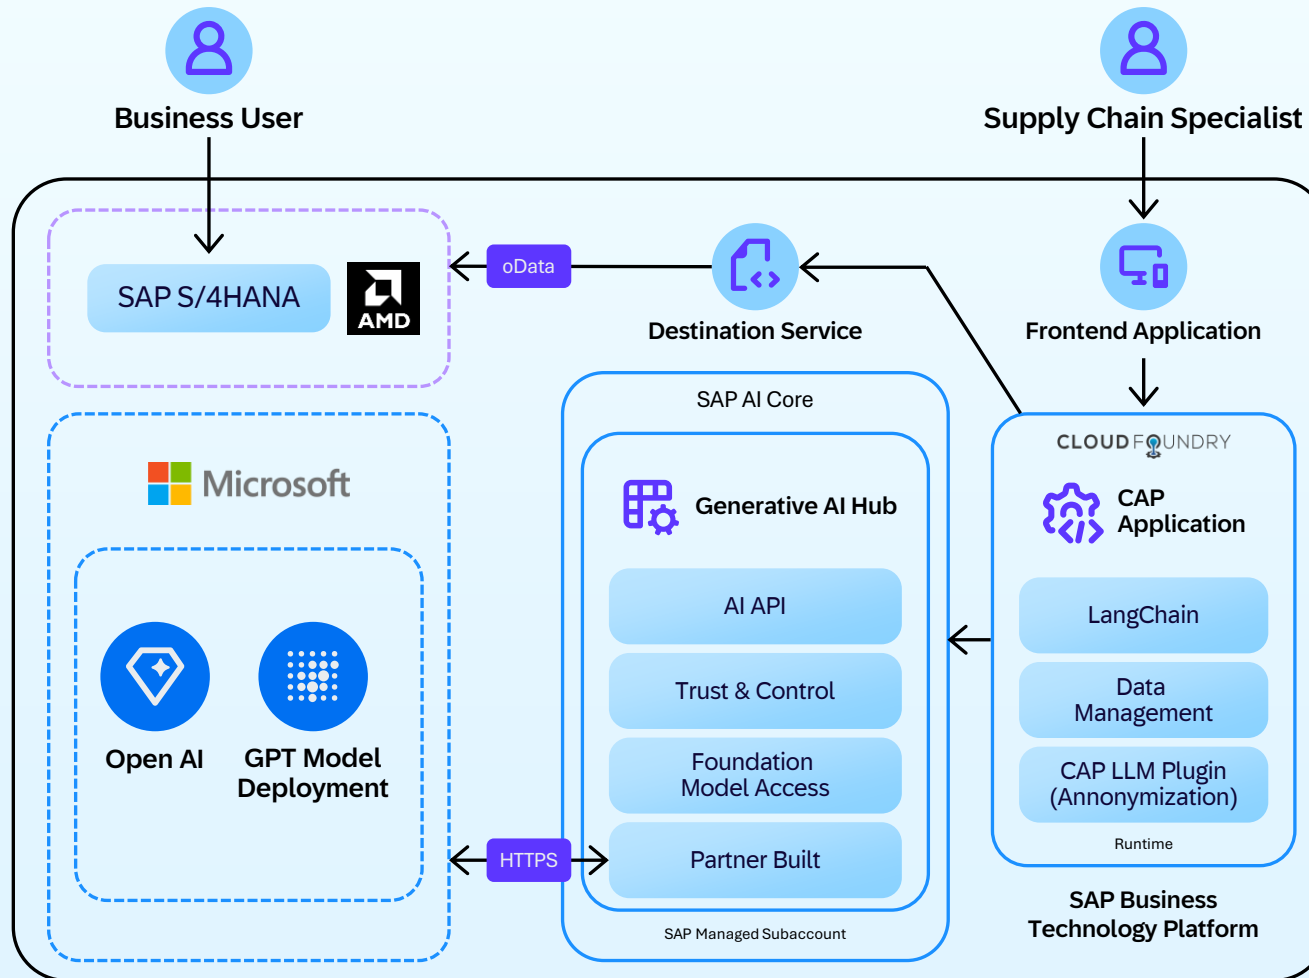 Business User
Supply Chain Specialist
SAP S/4HANA
AMD
oData
Destination Service
Frontend Application
Microsoft
Open AI
GPT Model
Deployment
HTTPS
SAP AI Core
Generative AI Hub
AI API
Trust & Control
Foundation
Model Access
Partner Built
SAP Managed Subaccount
CLOUD FOUNDRY
CAP
Application
LangChain
Data
Management
CAP LLM Plugin
(Annonymization)
Runtime
SAP Business
Technology Platform